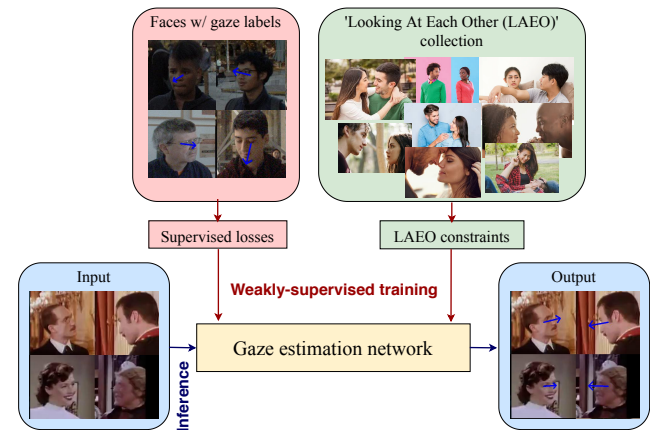 Faces w/ gaze labels
'Looking At Each Other (LAEO)'
collection
Supervised losses
LAEO constraints
Input
Weakly-supervised training
Output
Gaze estimation network
Inference